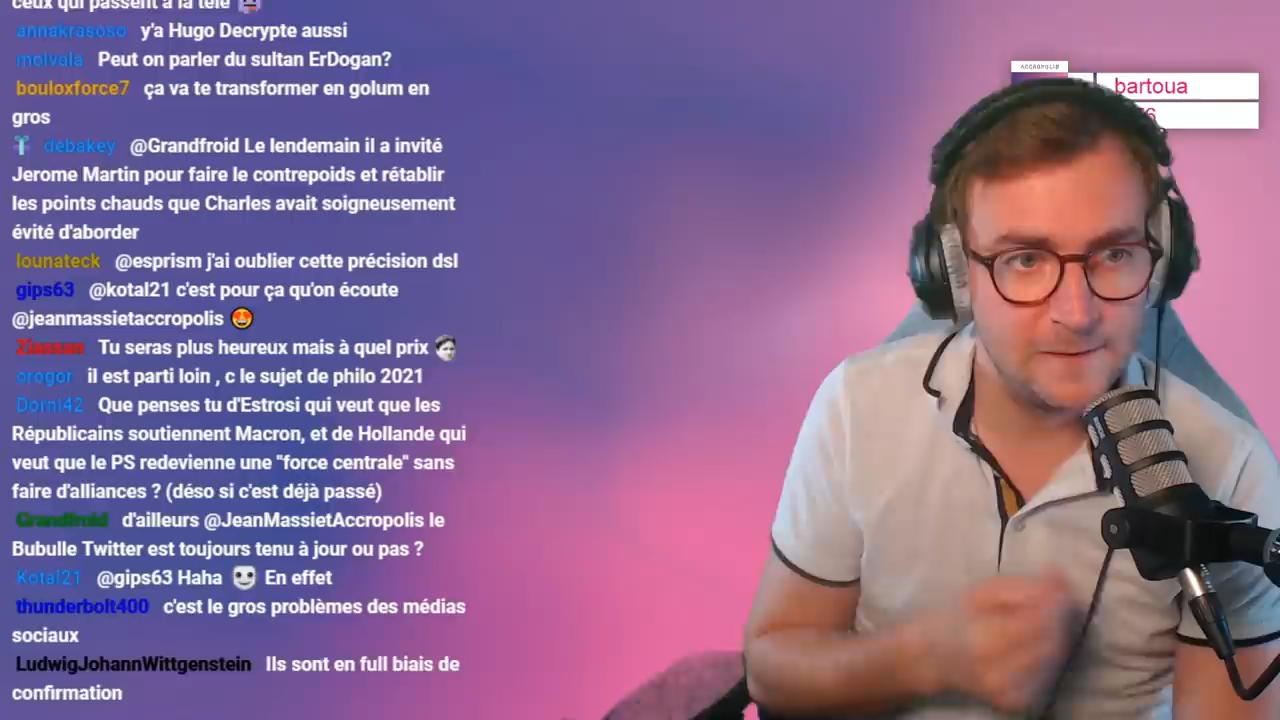 ceux qui passent à la télé
annakrasoso y'a Hugo Decrypte aussi
molvala Peut on parler du sultan ErDogan?
bouloxforce7 ça va te transformer en golum en
gros
debakey @Grandfroid Le lendemain il a invité
Jerome Martin pour faire le contrepoids et rétablir
les points chauds que Charles avait soigneusement
évité d'aborder
lounateck @esprism j'ai oublier cette précision dsl
gips63 @kotal21 c'est pour ça qu'on écoute
@jeanmassietaccropolis
Tu seras plus heureux mais à quel prix
orogor il est parti loin , c le sujet de philo 2021
Dorni42 Que penses tu d'Estrosi qui veut que les
Républicains soutiennent Macron, et de Hollande qui
veut que le PS redevienne une "force centrale" sans
faire d'alliances ? (déso si c'est déjà passé)
Grandfroid d'ailleurs @JeanMassietAccropolis le
Bubulle Twitter est toujours tenu à jour ou pas ?
Kotal21 @gips63 Haha En effet
thunderbolt400 c'est le gros problèmes des médias
sociaux
LudwigJohannWittgenstein Ils sont en full biais de
confirmation
ACCROPOLIS
bartoua